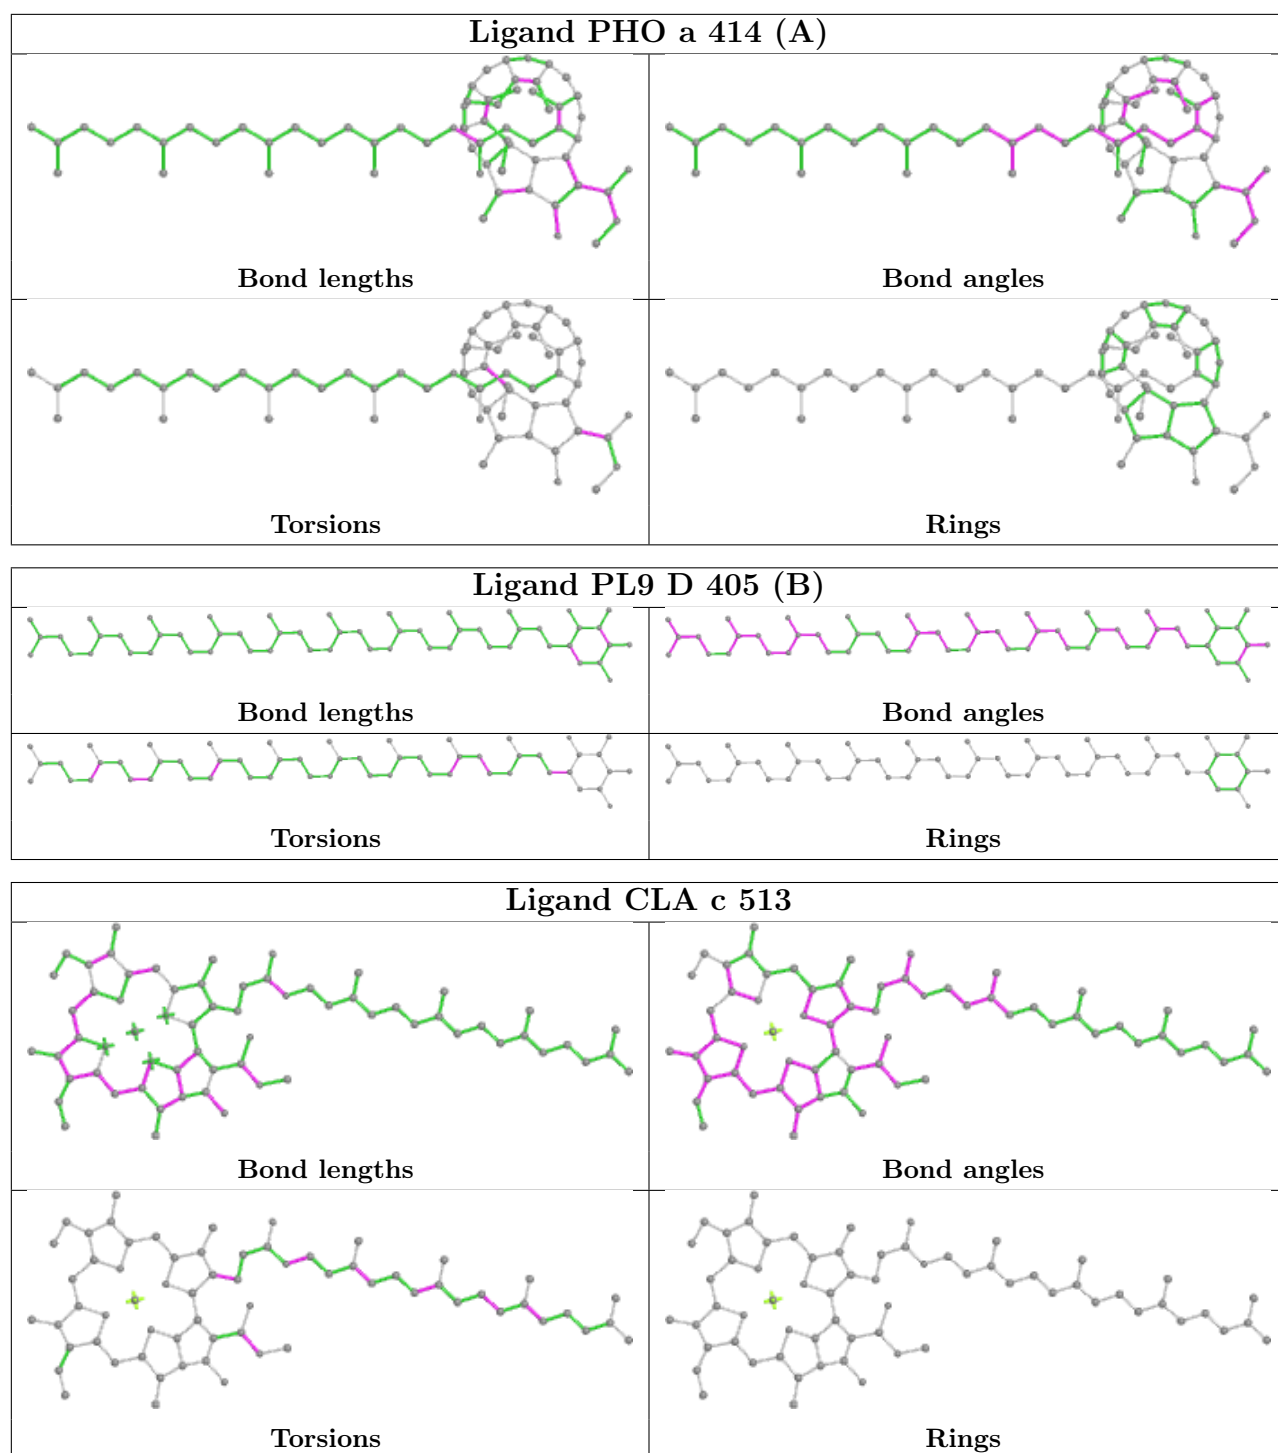 Ligand PHO a 414 (A)
Bond lengths
Bond angles
Torsions
Rings
Ligand PL9 D 405 (B)
Bond lengths
Bond angles
Torsions
Rings
Ligand CLA c 513
Bond lengths
Bond angles
Torsions
Rings